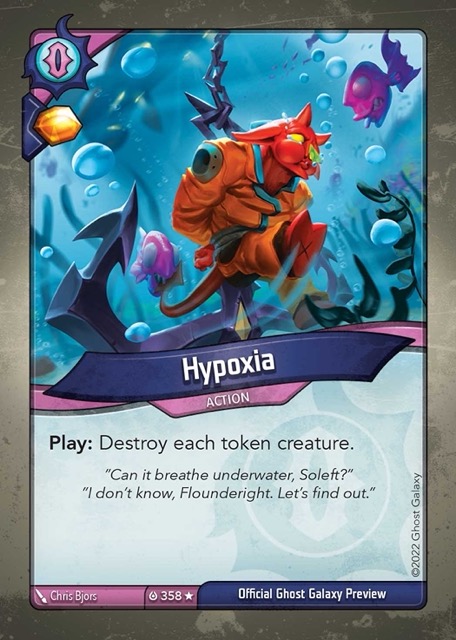 Hypoxia
ACTION
Play: Destroy each token creature.
"Can it breathe underwater, Soleft?"
"I don't know, Flounderight. Let's find out."
©2022 Ghost Galaxy
Chris Bjors
358
Official Ghost Galaxy Preview